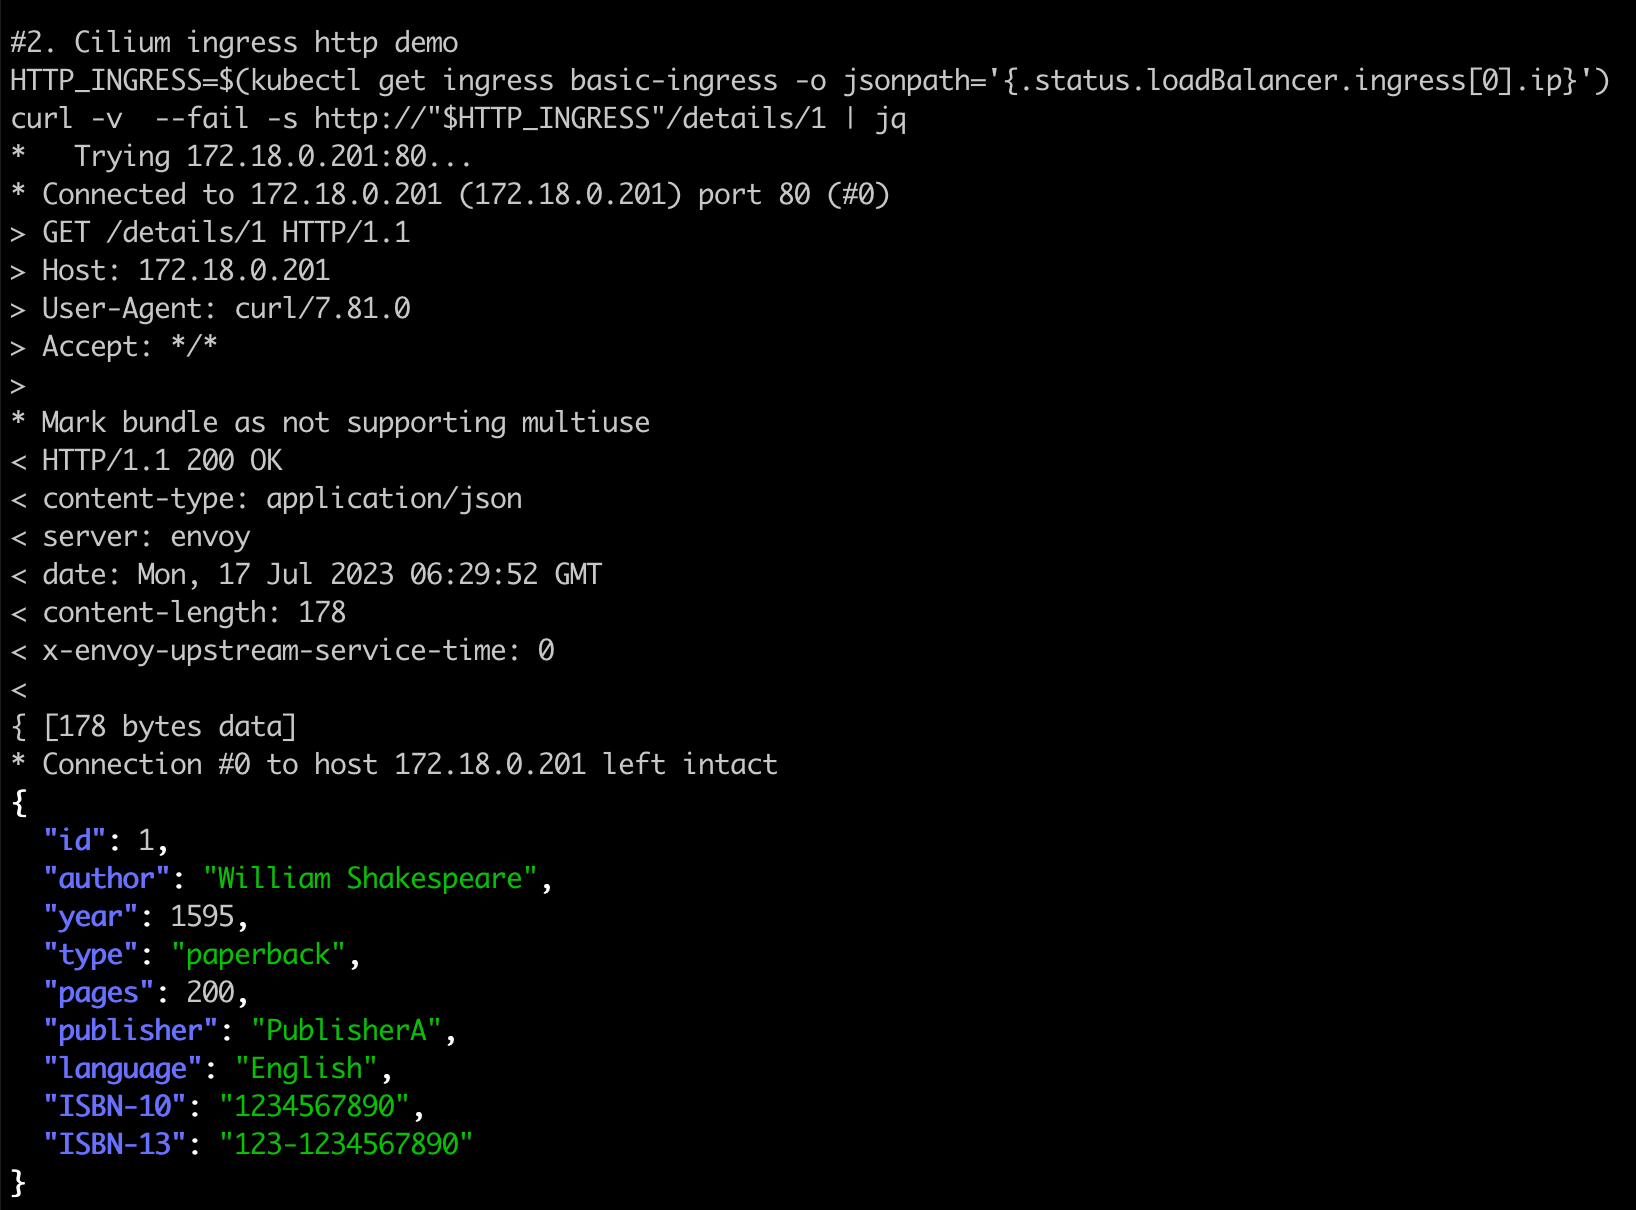 #2. Cilium ingress http demo
HTTP_INGRESS=$(kubectl get ingress basic-ingress -o jsonpath='{.status.loadBalancer.ingress[0].ip}')
curl -v  --fail -s http://"$HTTP_INGRESS"/details/1 | jq
*   Trying 172.18.0.201:80...
* Connected to 172.18.0.201 (172.18.0.201) port 80 (#0)
> GET /details/1 HTTP/1.1
> Host: 172.18.0.201
> User-Agent: curl/7.81.0
> Accept: */*
>
* Mark bundle as not supporting multiuse
< HTTP/1.1 200 OK
< content-type: application/json
< server: envoy
< date: Mon, 17 Jul 2023 06:29:52 GMT
< content-length: 178
< x-envoy-upstream-service-time: 0
<
{ [178 bytes data]
* Connection #0 to host 172.18.0.201 left intact
{
  "id": 1,
  "author": "William Shakespeare",
  "year": 1595,
  "type": "paperback",
  "pages": 200,
  "publisher": "PublisherA",
  "language": "English",
  "ISBN-10": "1234567890",
  "ISBN-13": "123-1234567890"
}